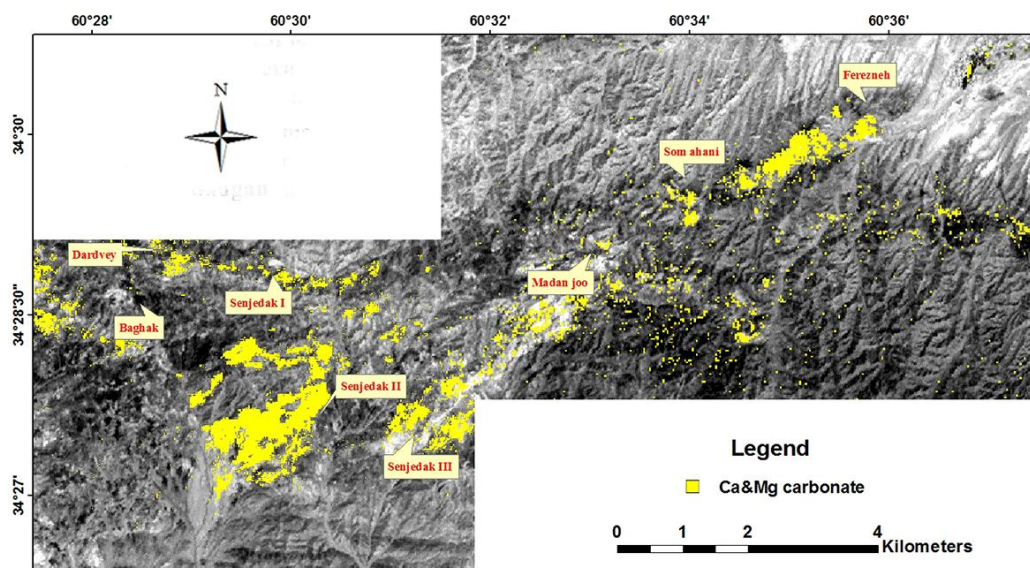 60°28'
60°30'
60°32'
60°34'
60°36'
34°30'
34°28'30"
34°27'
N
Ferezneh
Som ahani
Dardvey
Senjedak I
Madan joo
Baghak
Senjedak II
Senjedak III
Legend
Ca&Mg carbonate
0 1 2 4
Kilometers